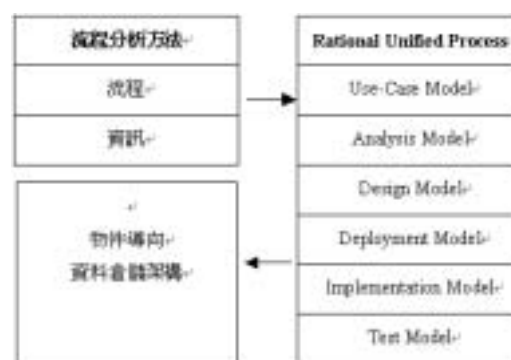 流程分析方法
流程
資訊
物件導向
資料倉儲架構
Rational Unified Process
Use-Case Model
Analysis Model
Design Model
Deployment Model
Implementation Model
Test Model